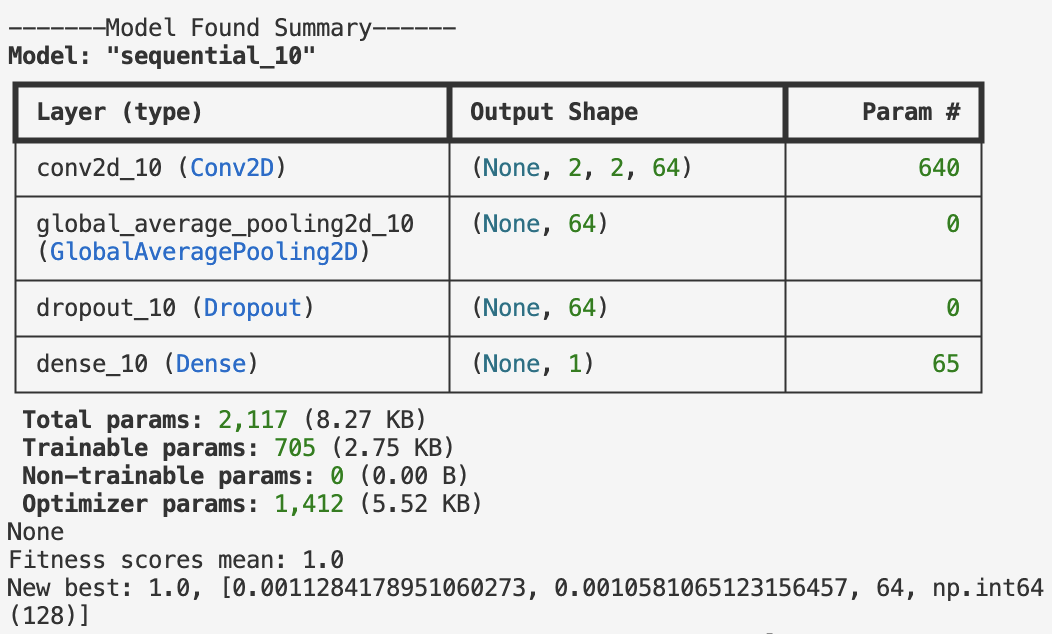 ———————Model Found Summary——————
Model: "sequential_10"
Layer (type) Output Shape Param #
conv2d_10 (Conv2D) (None, 2, 2, 64) 640
global_average_pooling2d_10 (None, 64) 0
(GlobalAveragePooling2D)
dropout_10 (Dropout) (None, 64) 0
dense_10 (Dense) (None, 1) 65
Total params: 2,117 (8.27 KB)
Trainable params: 705 (2.75 KB)
Non-trainable params: 0 (0.00 B)
Optimizer params: 1,412 (5.52 KB)
None
Fitness scores mean: 1.0
New best: 1.0, [0.0011284178951060273, 0.0010581065123156457, 64, np.int64
(128)]